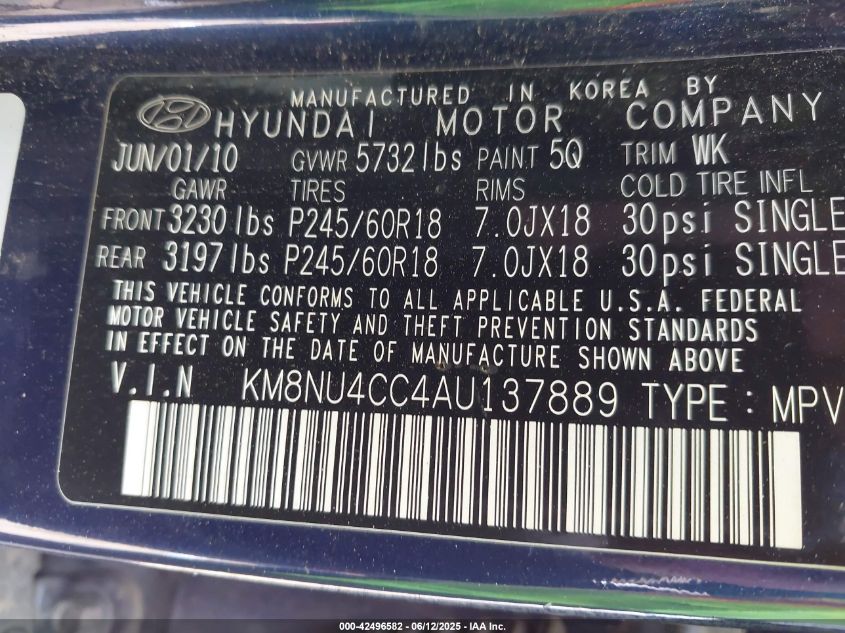 MANUFACTURED IN KOREA BY
HYUNDAI MOTOR COMPANY
JUN/01/10 GVWR 5732lbs PAINT 5Q TRIM WK
GAWR TIRES RIMS COLD TIRE INFL
FRONT 3230lbs P245/60R18 7.0JX18 30psi SINGLE
REAR 3197lbs P245/60R18 7.0JX18 30psi SINGLE
THIS VEHICLE CONFORMS TO ALL APPLICABLE U.S.A. FEDERAL
MOTOR VEHICLE SAFETY AND THEFT PREVENTION STANDARDS
IN EFFECT ON THE DATE OF MANUFACTURE SHOWN ABOVE
V.I.N KM8NU4CC4AU137889 TYPE : MPV
000-42496582 - 06/12/2025 - IAA Inc.